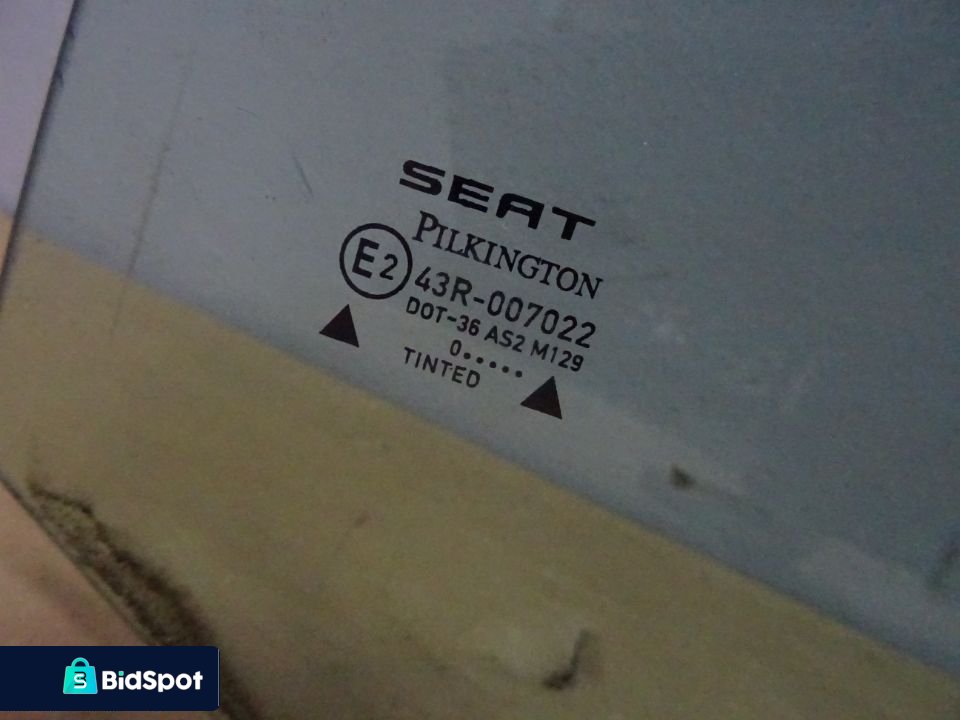 SEAT
PILKINGTON
E2
43R-007022
DOT-36 AS2 M129
0.....
TINTED
BidSpot